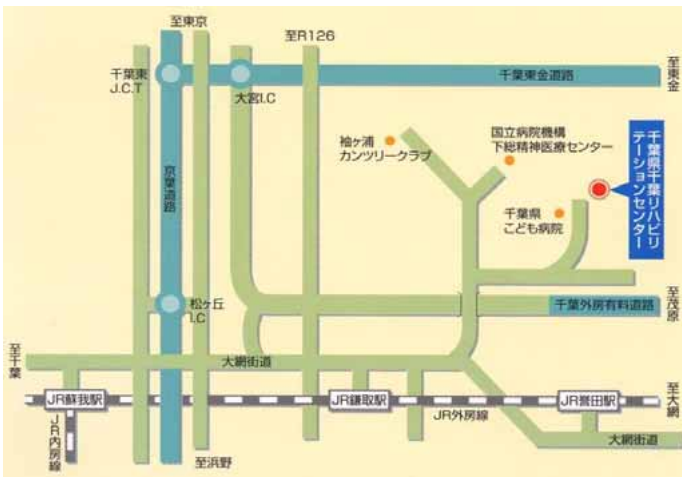 至東京
至R126
千葉東
J.C.T
大宮I.C
千葉東金道路
至東金
袖ヶ浦
カンツリークラブ
国立病院機構
下総精神医療センター
千葉県千葉リハビリ
テーションセンター
京葉道路
千葉県
こども病院
松ヶ丘
I.C
千葉外房有料道路
至茂原
至千葉
大網街道
JR蘇我駅
JR鎌取駅
JR誉田駅
至大網
JR内房線
JR外房線
大網街道
至浜野